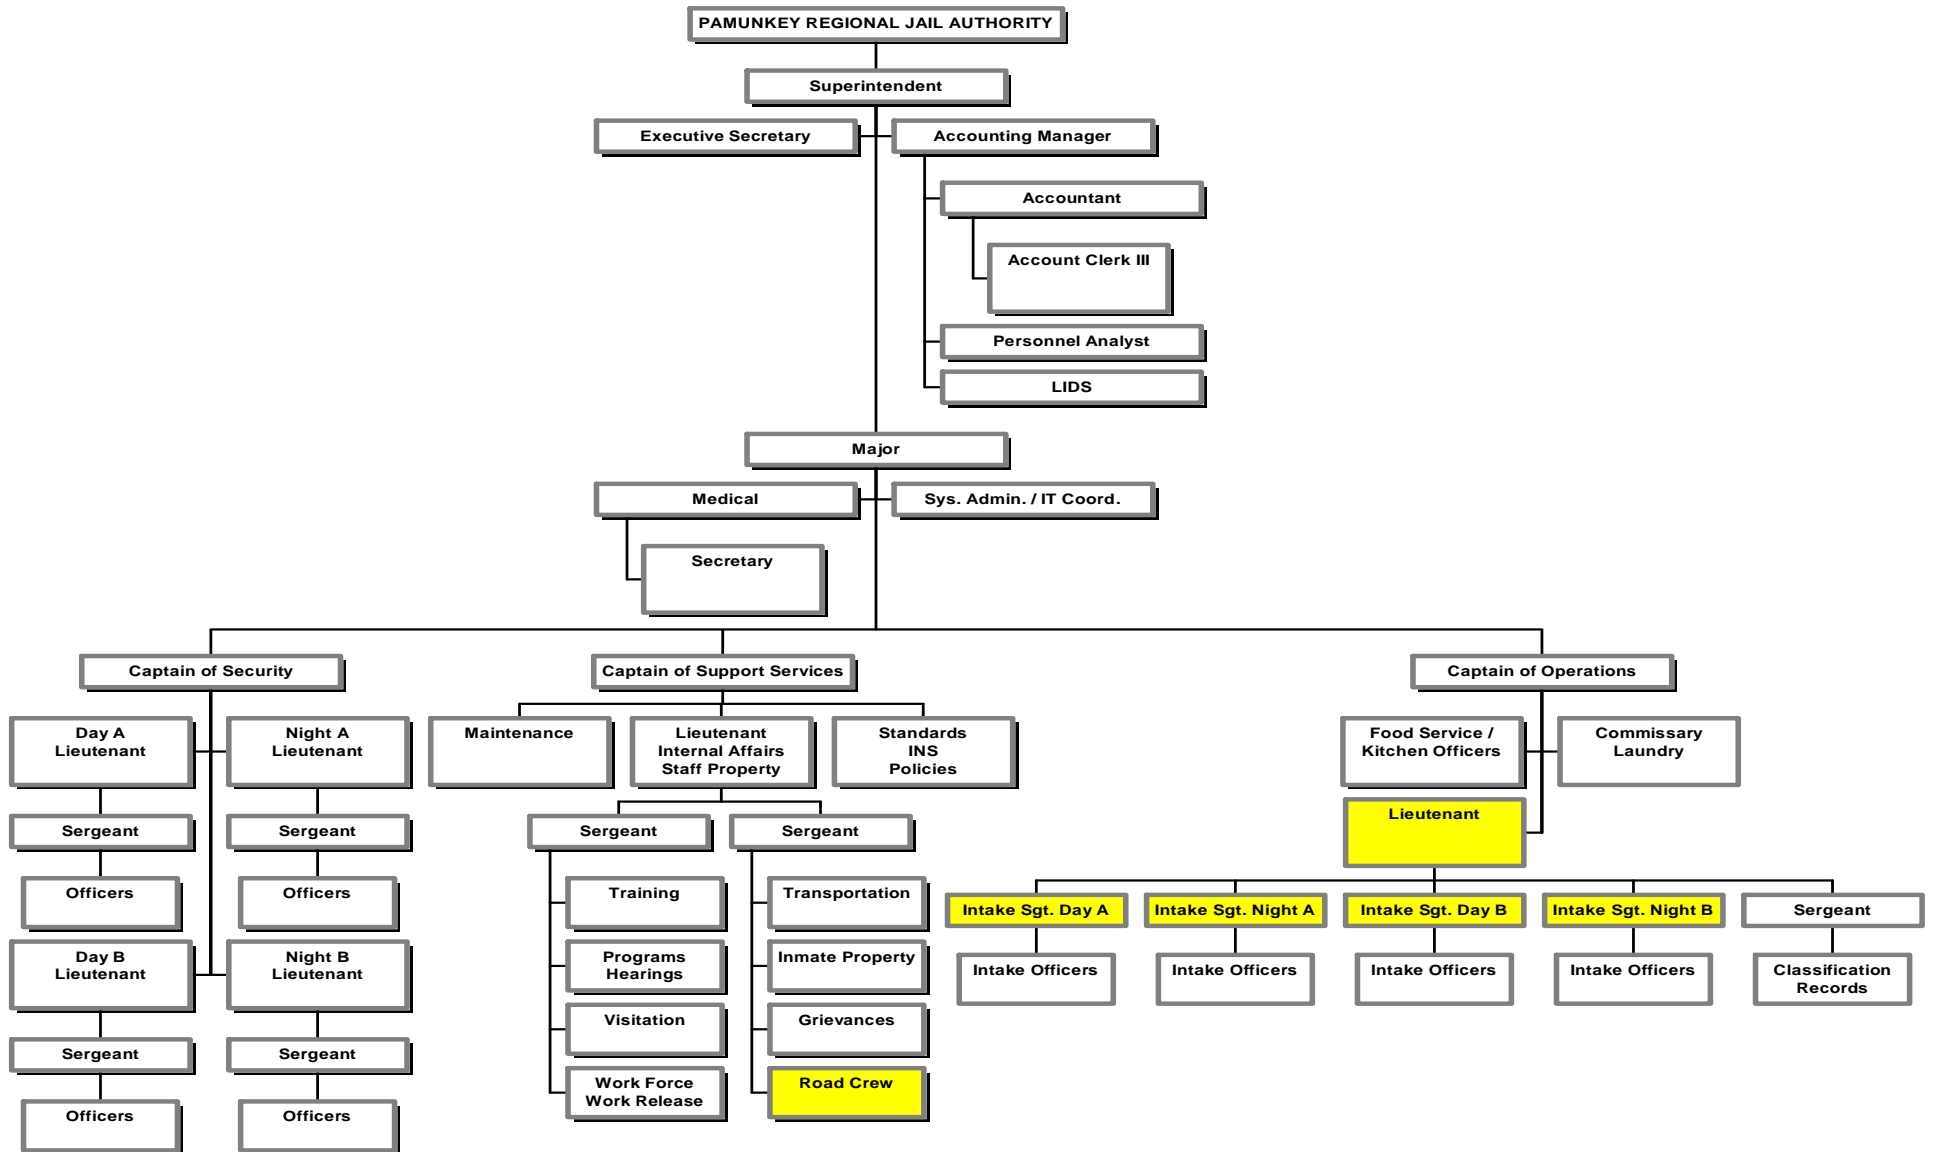 PAMUNKEY REGIONAL JAIL AUTHORITY
Superintendent
Executive Secretary
Accounting Manager
Accountant
Account Clerk III
Personnel Analyst
LIDS
Major
Medical
Sys. Admin. / IT Coord.
Secretary
Captain of Security
Day A
Lieutenant
Night A
Lieutenant
Sergeant
Sergeant
Officers
Officers
Day B
Lieutenant
Night B
Lieutenant
Sergeant
Sergeant
Officers
Officers
Captain of Support Services
Maintenance
Lieutenant
Internal Affairs
Staff Property
Standards
INS
Policies
Sergeant
Training
Programs
Hearings
Visitation
Work Force
Work Release
Sergeant
Transportation
Inmate Property
Grievances
Road Crew
Captain of Operations
Food Service /
Kitchen Officers
Commissary
Laundry
Lieutenant
Intake Sgt. Day A
Intake Sgt. Night A
Intake Sgt. Day B
Intake Sgt. Night B
Sergeant
Intake Officers
Intake Officers
Intake Officers
Intake Officers
Classification
Records